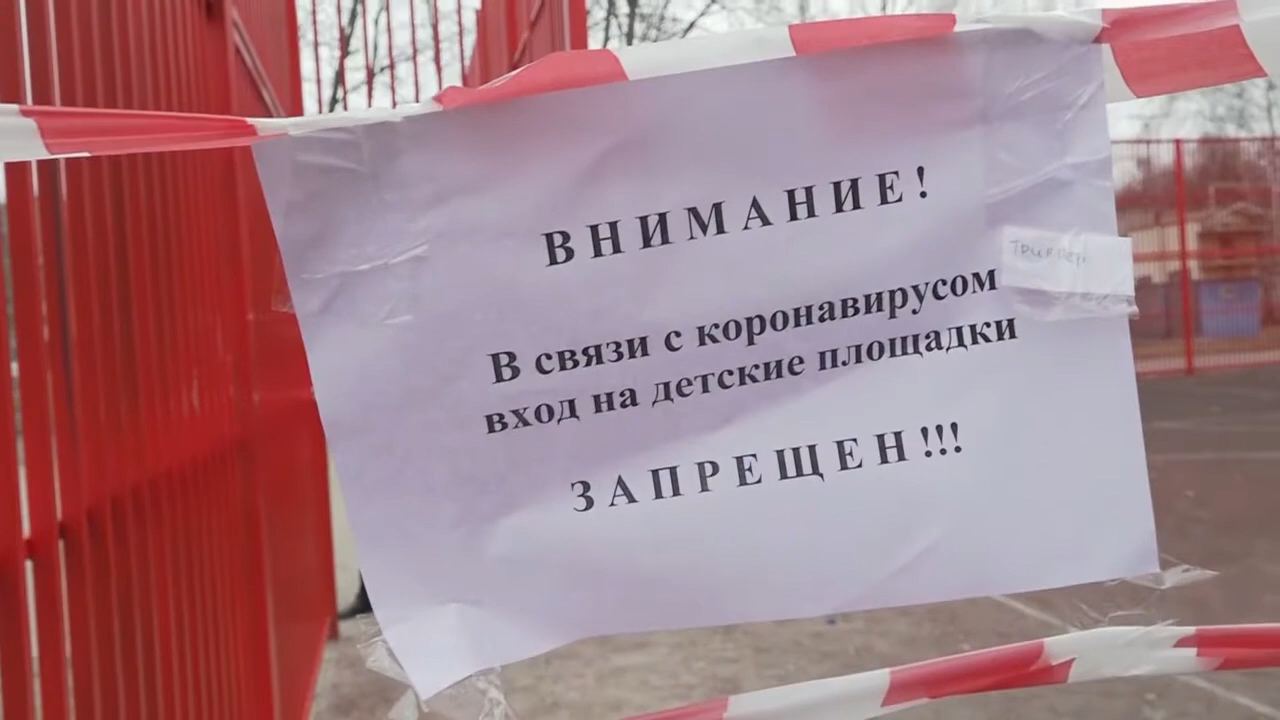 ВНИМАНИЕ!
В связи с коронавирусом
вход на детские площадки
ЗАПРЕЩЕН!!!